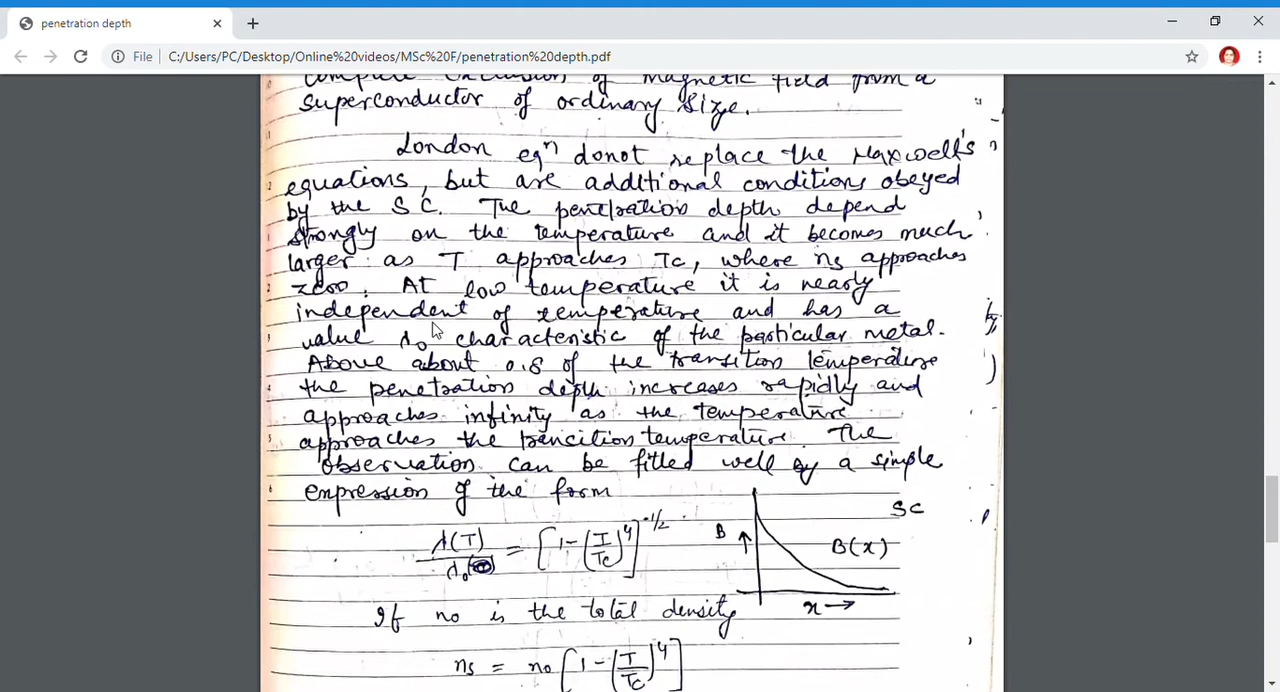 penetration depth
File C:/Users/PC/Desktop/Online%20videos/MSc%20F/penetration%20depth.pdf
of magnetic field from a
superconductor of ordinary size.
London eqⁿ donot replace the Maxwell's
equations, but are additional conditions obeyed
by the SC. The penetration depth depend
strongly on the temperature and it becomes much
larger as T approaches Tc, where ns approaches
zero. At low temperature it is nearly
independent of temperature and has a
value λ₀ characteristic of the particular metal.
Above about 0.8 of the transition temperature
the penetration depth increases rapidly and
approaches infinity as the temperature
approaches the trancition temperature. The
observation can be fitted well by a simple
expression of the form
λ(T)/λ₀ = [1-(T/Tc)⁴]^-1/2
B ↑ B(x) SC
x →
If no is the total density
ns = no [1-(T/Tc)⁴]